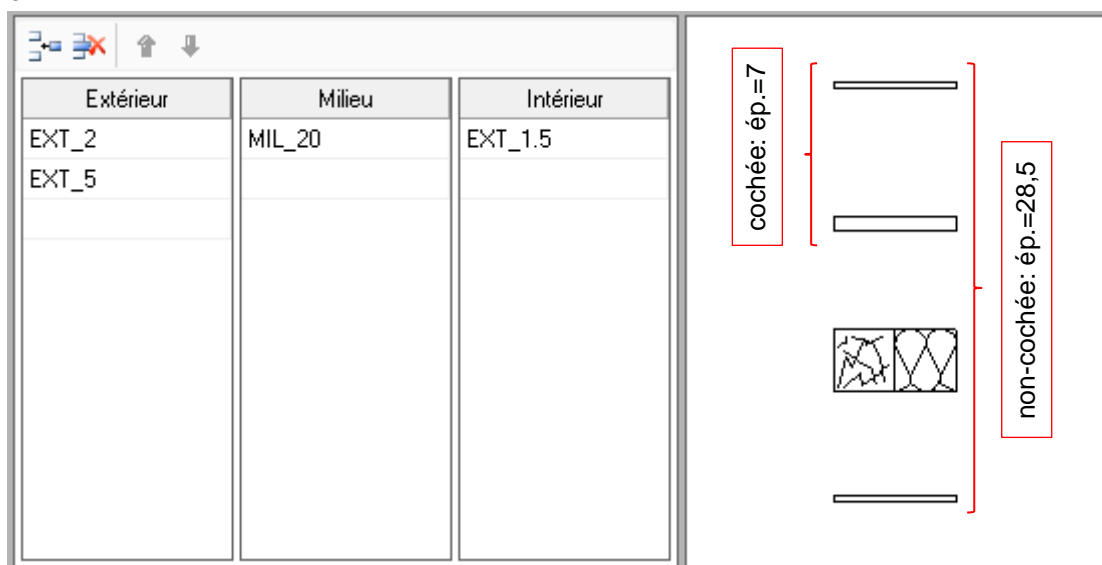 Extérieur Milieu Intérieur
EXT_2 MIL_20 EXT_1.5
EXT_5
cochée: ép.=7
non-cochée: ép.=28,5